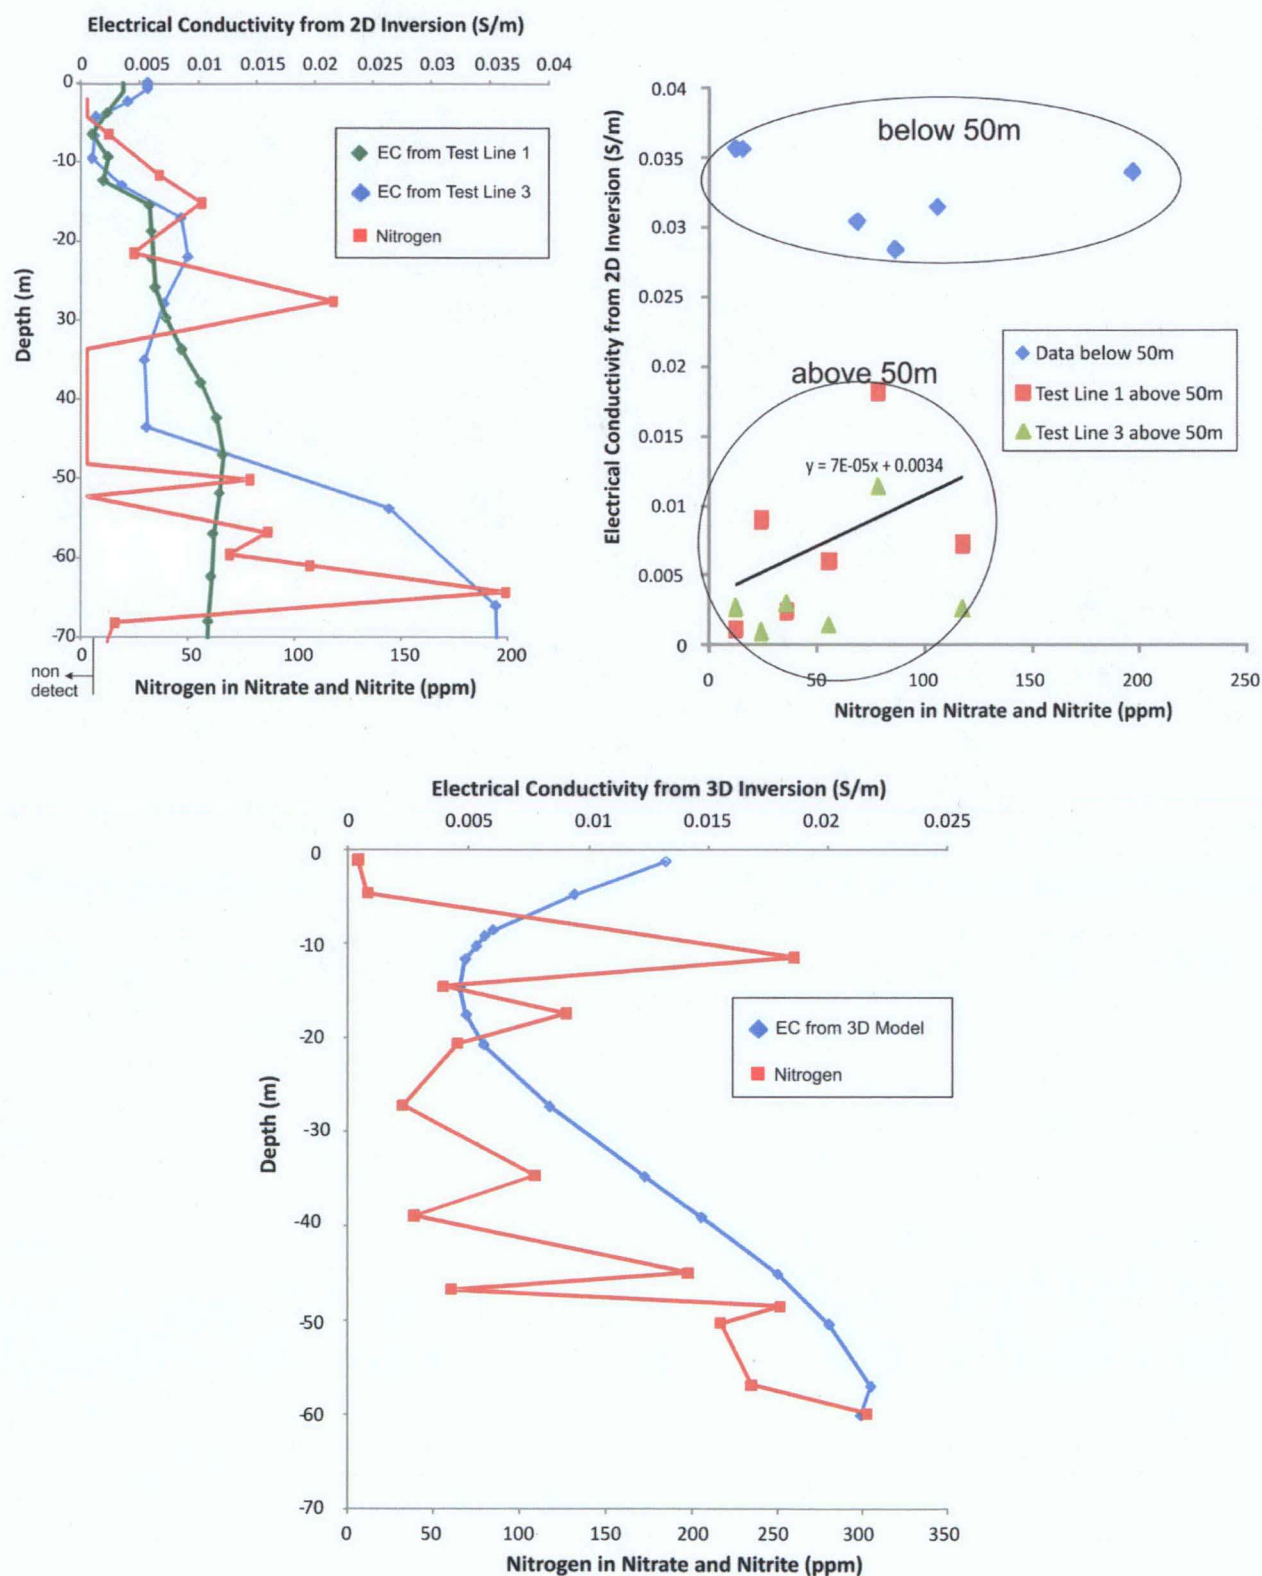 Electrical Conductivity from 2D Inversion (S/m)
0 0.005 0.01 0.015 0.02 0.025 0.03 0.035 0.04
0
-10
-20
30
40
-50
-60
-70
Depth (m)
EC from Test Line 1
EC from Test Line 3
Nitrogen
0 50 100 150 200
non
detect
Nitrogen in Nitrate and Nitrite (ppm)
Electrical Conductivity from 2D Inversion (S/m)
0.04
0.035
0.03
0.025
0.02
0.015
0.01
0.005
0
below 50m
above 50m
y = 7E-05x + 0.0034
Data below 50m
Test Line 1 above 50m
Test Line 3 above 50m
0 50 100 150 200 250
Nitrogen in Nitrate and Nitrite (ppm)
Electrical Conductivity from 3D Inversion (S/m)
0 0.005 0.01 0.015 0.02 0.025
0
-10
-20
-30
-40
-50
-60
-70
Depth (m)
EC from 3D Model
Nitrogen
0 50 100 150 200 250 300 350
Nitrogen in Nitrate and Nitrite (ppm)